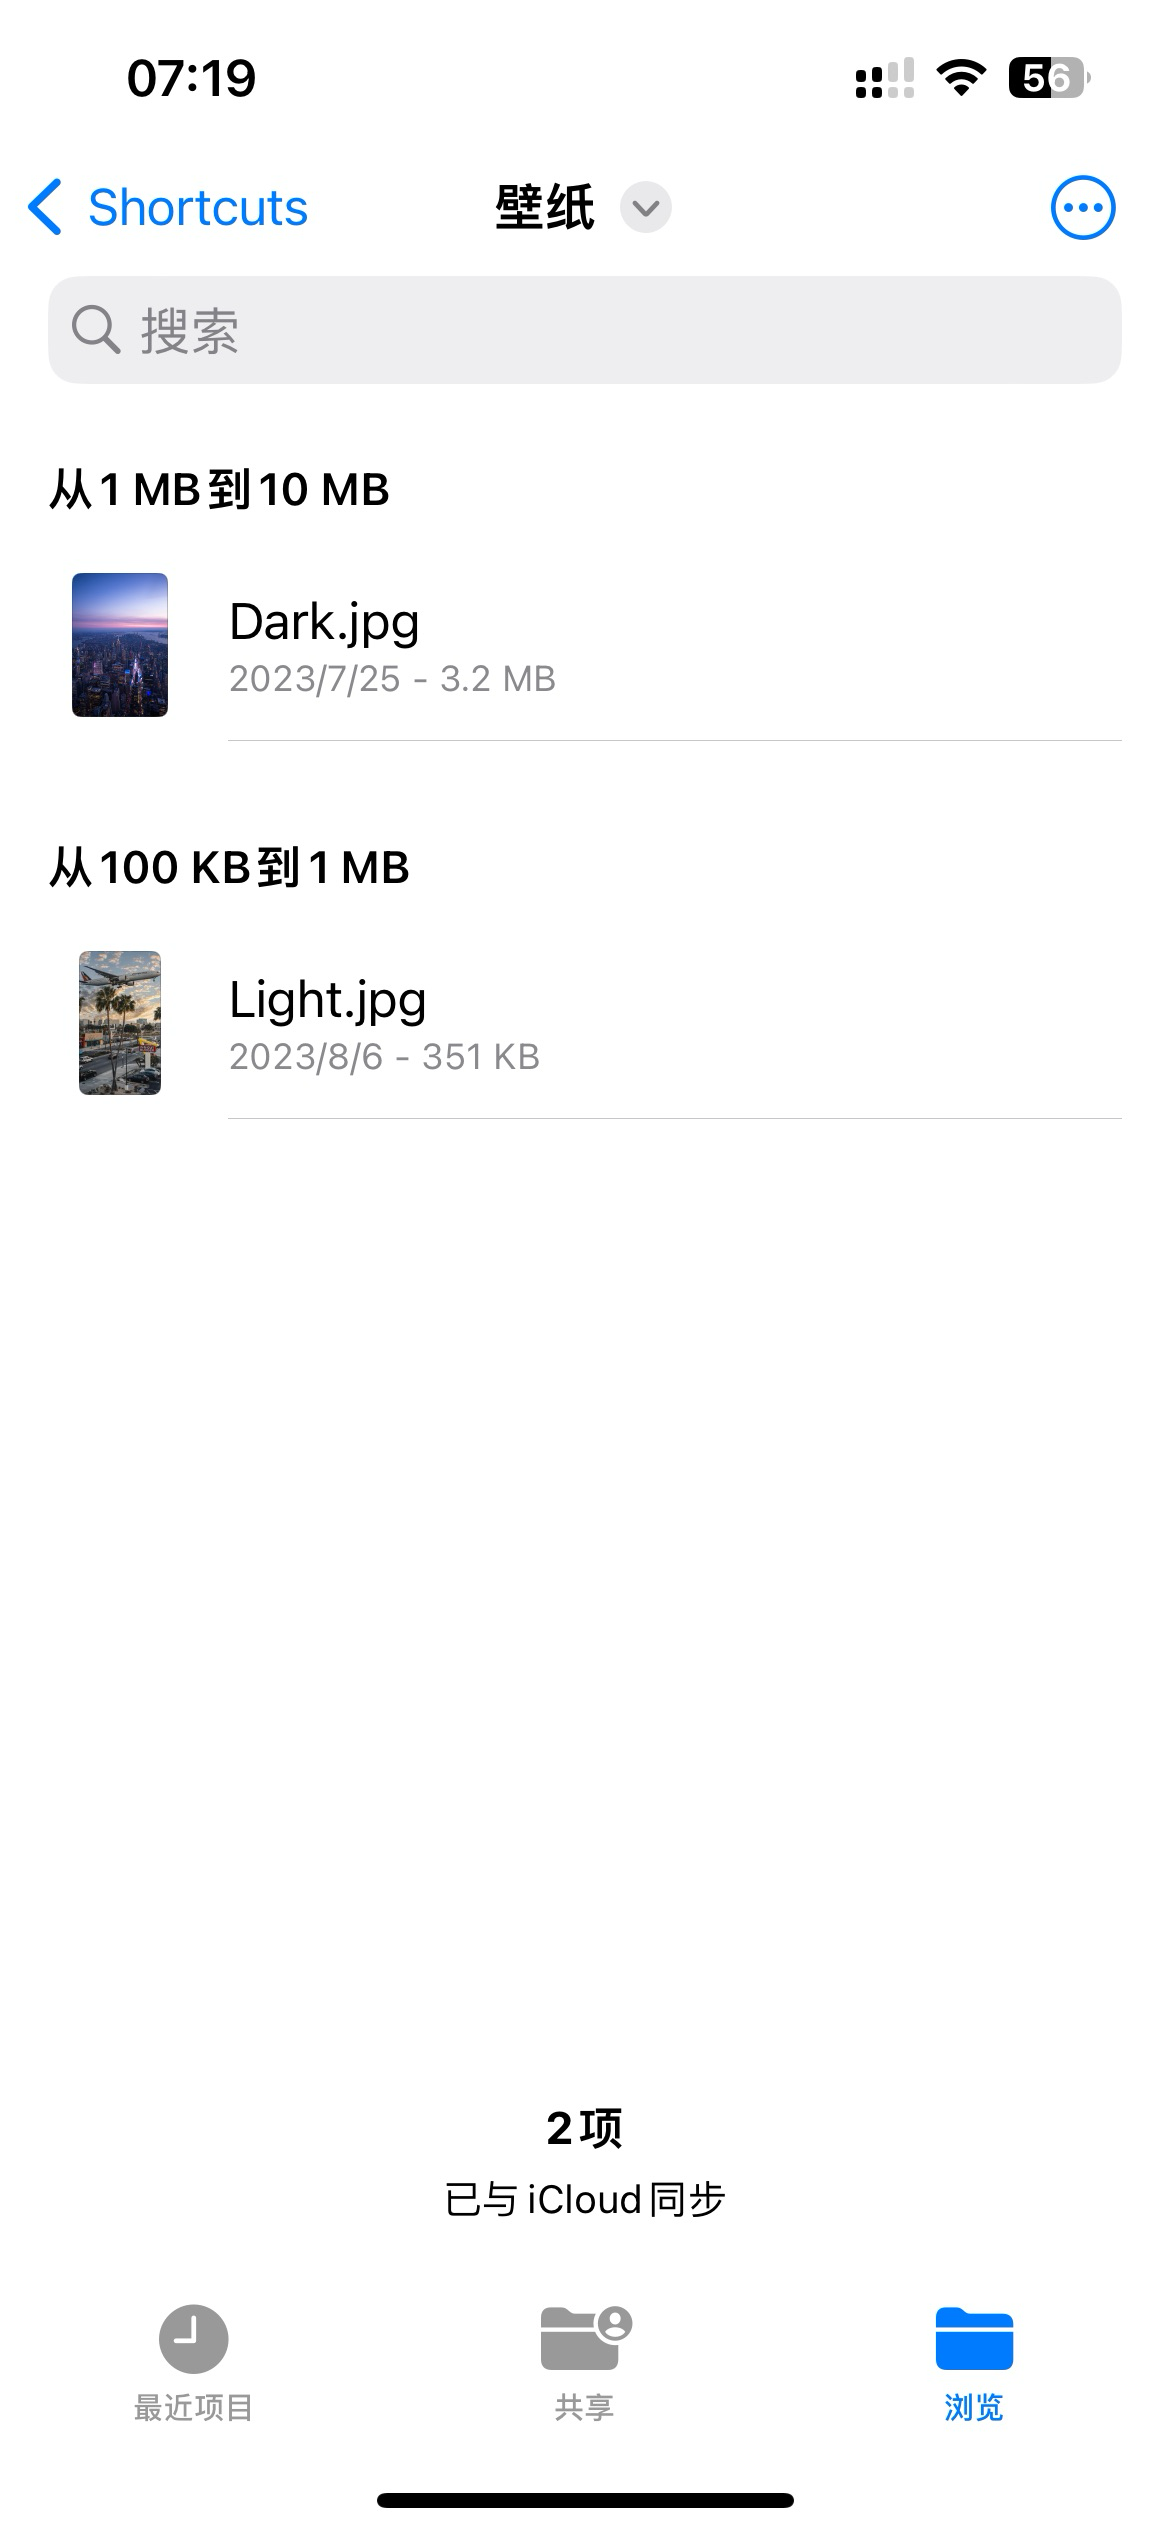 07:19
56
Shortcuts
壁纸
搜索
从1 MB到10 MB
Dark.jpg
2023/7/25 - 3.2 MB
从100 KB到1 MB
Light.jpg
2023/8/6 - 351 KB
2项
已与 iCloud 同步
最近项目
共享
浏览